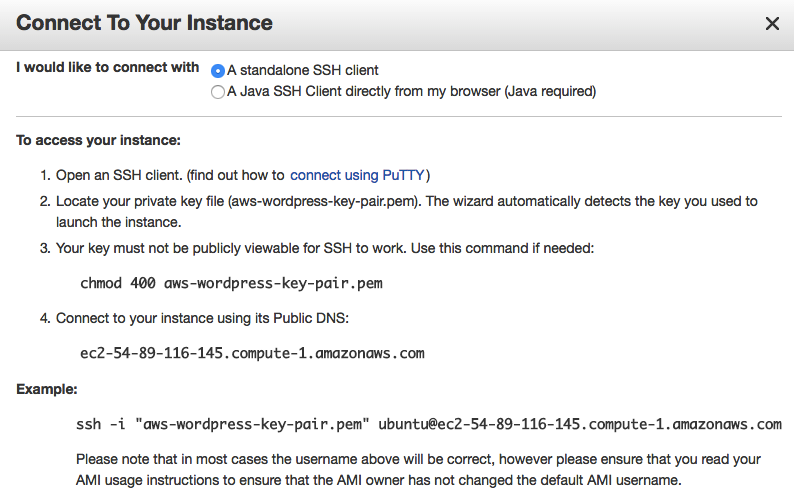 Connect To Your Instance
I would like to connect with
A standalone SSH client
A Java SSH Client directly from my browser (Java required)
To access your instance:
1. Open an SSH client. (find out how to connect using PuTTY)
2. Locate your private key file (aws-wordpress-key-pair.pem). The wizard automatically detects the key you used to
launch the instance.
3. Your key must not be publicly viewable for SSH to work. Use this command if needed:
chmod 400 aws-wordpress-key-pair.pem
4. Connect to your instance using its Public DNS:
ec2-54-89-116-145.compute-1.amazonaws.com
Example:
ssh -i "aws-wordpress-key-pair.pem" ubuntu@ec2-54-89-116-145.compute-1.amazonaws.com
Please note that in most cases the username above will be correct, however please ensure that you read your
AMI usage instructions to ensure that the AMI owner has not changed the default AMI username.